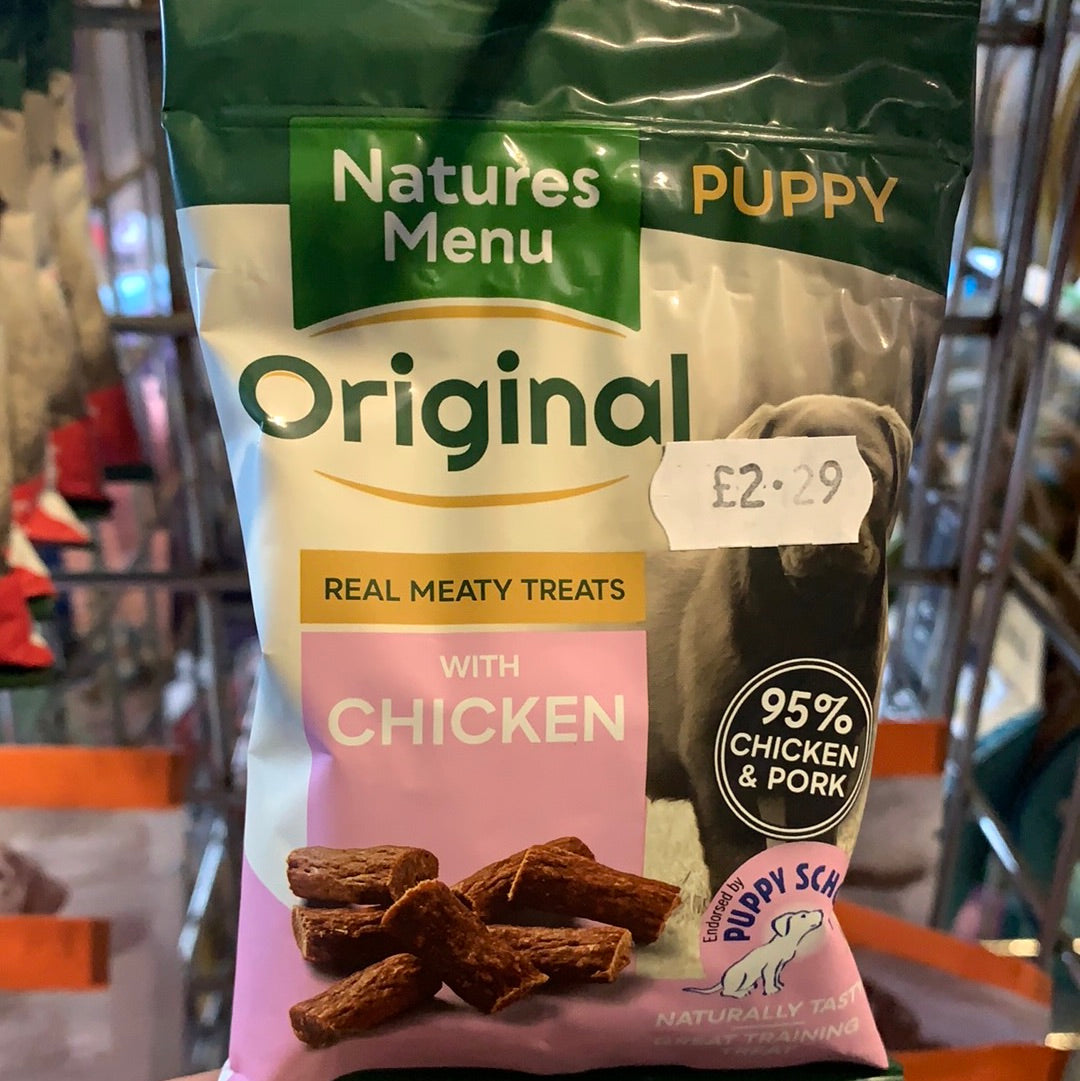 Natures
Menu
PUPPY
Original
£2.29
REAL MEATY TREATS
WITH
CHICKEN
95%
CHICKEN
& PORK
Endorsed by
PUPPY SCH
NATURALLY TAST
GREAT TRAINING
TREAT